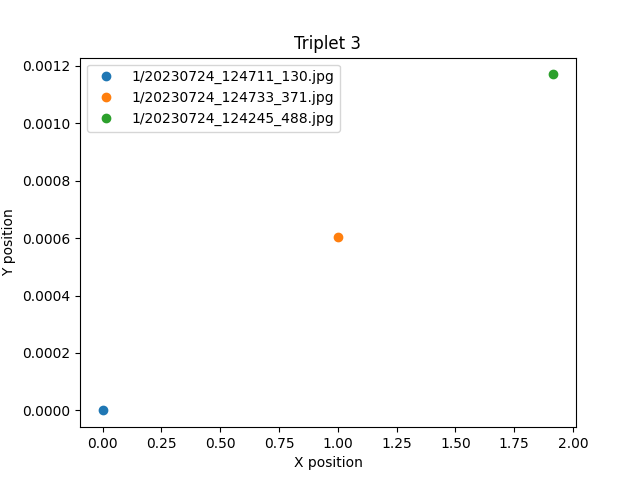 Triplet 3
1/20230724_124711_130.jpg
1/20230724_124733_371.jpg
1/20230724_124245_488.jpg
0.0012
0.0010
0.0008
0.0006
0.0004
0.0002
0.0000
Y position
0.00 0.25 0.50 0.75 1.00 1.25 1.50 1.75 2.00
X position